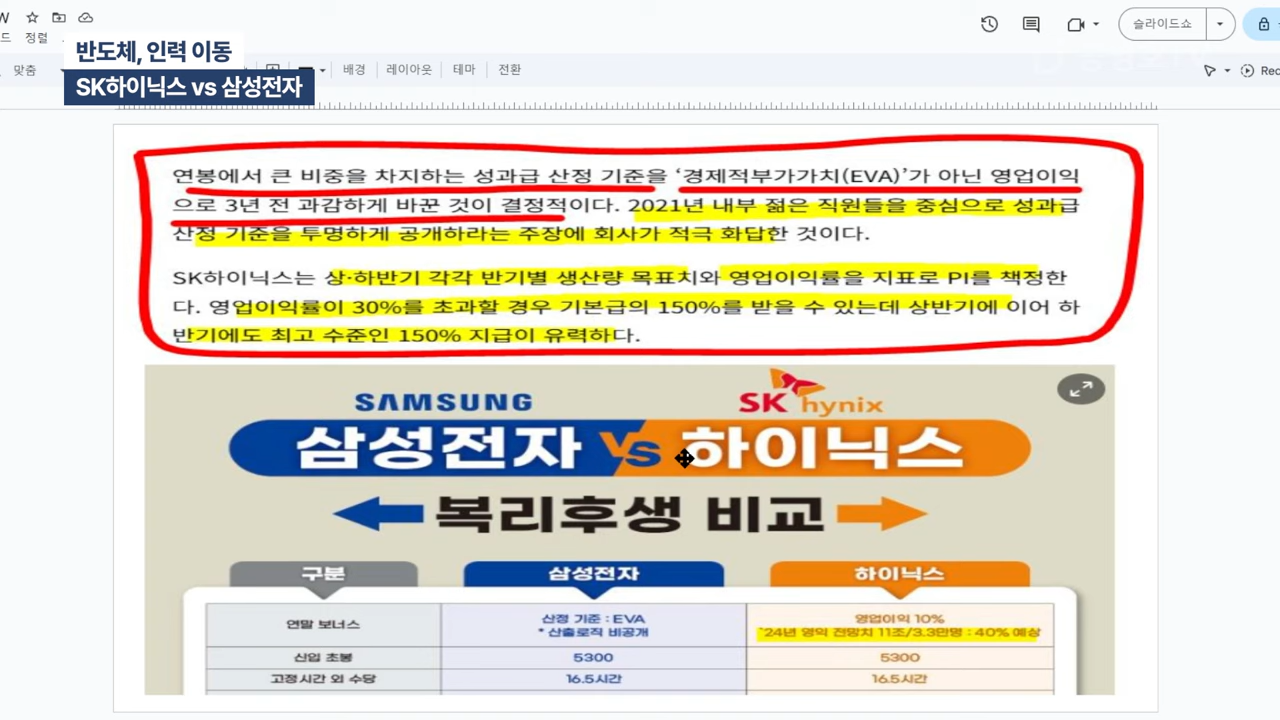 정렬
맞춤
반도체, 인력 이동
SK하이닉스 vs 삼성전자
배경
레이아웃
테마
전환
슬라이드쇼
Rec
연봉에서 큰 비중을 차지하는 성과급 산정 기준을 ‘경제적부가가치(EVA)’가 아닌 영업이익
으로 3년 전 과감하게 바꾼 것이 결정적이다. 2021년 내부 젊은 직원들을 중심으로 성과급
산정 기준을 투명하게 공개하라는 주장에 회사가 적극 화답한 것이다.
SK하이닉스는 상·하반기 각각 반기별 생산량 목표치와 영업이익률을 지표로 PI를 책정한
다. 영업이익률이 30%를 초과할 경우 기본급의 150%를 받을 수 있는데 상반기에 이어 하
반기에도 최고 수준인 150% 지급이 유력하다.
SAMSUNG
SK hynix
삼성전자 vs 하이닉스
복리후생 비교
구분
삼성전자
하이닉스
연말 보너스
산정 기준 : EVA
* 산출로직 비공개
영업이익 10%
`24년 영익 전망치 11조/3.3만명 : 40% 예상
신입 초봉
5300
5300
고정시간 외 수당
16.5시간
16.5시간